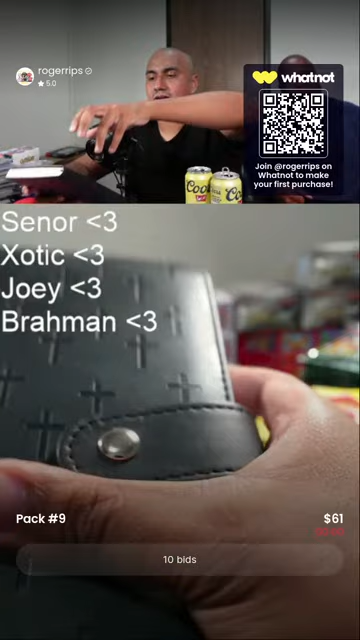 rogerrips
5.0
whatnot
Join @rogerrips on
Whatnot to make
your first purchase!
Coo
Senor <3
Xotic <3
Joey <3
Brahman <3
Pack #9
$61
10 bids